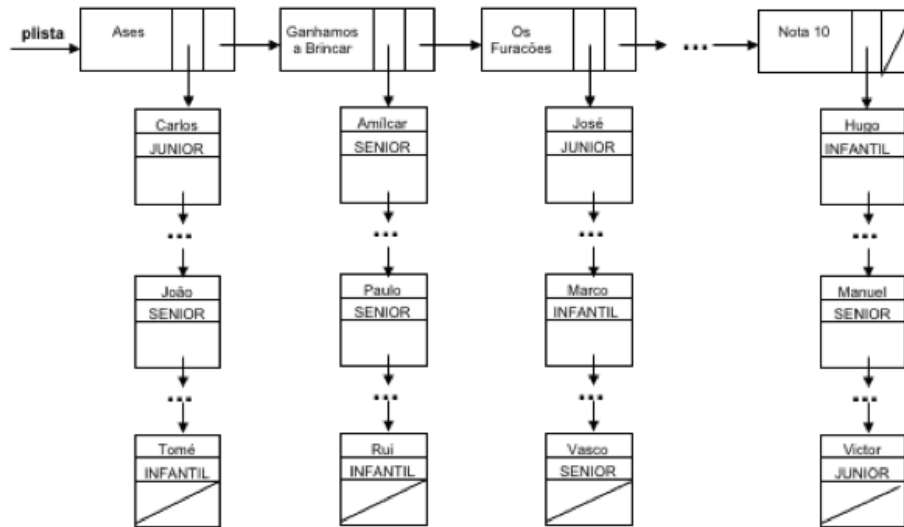 plista
Ases
Ganhamos
a Brincar
Os
Furacões
...
Nota 10
Carlos
JUNIOR
Amílcar
SENIOR
José
JUNIOR
Hugo
INFANTIL
...
...
...
...
João
SENIOR
Paulo
SENIOR
Marco
INFANTIL
Manuel
SENIOR
...
...
...
...
Tomé
INFANTIL
Rui
INFANTIL
Vasco
SENIOR
Victor
JUNIOR